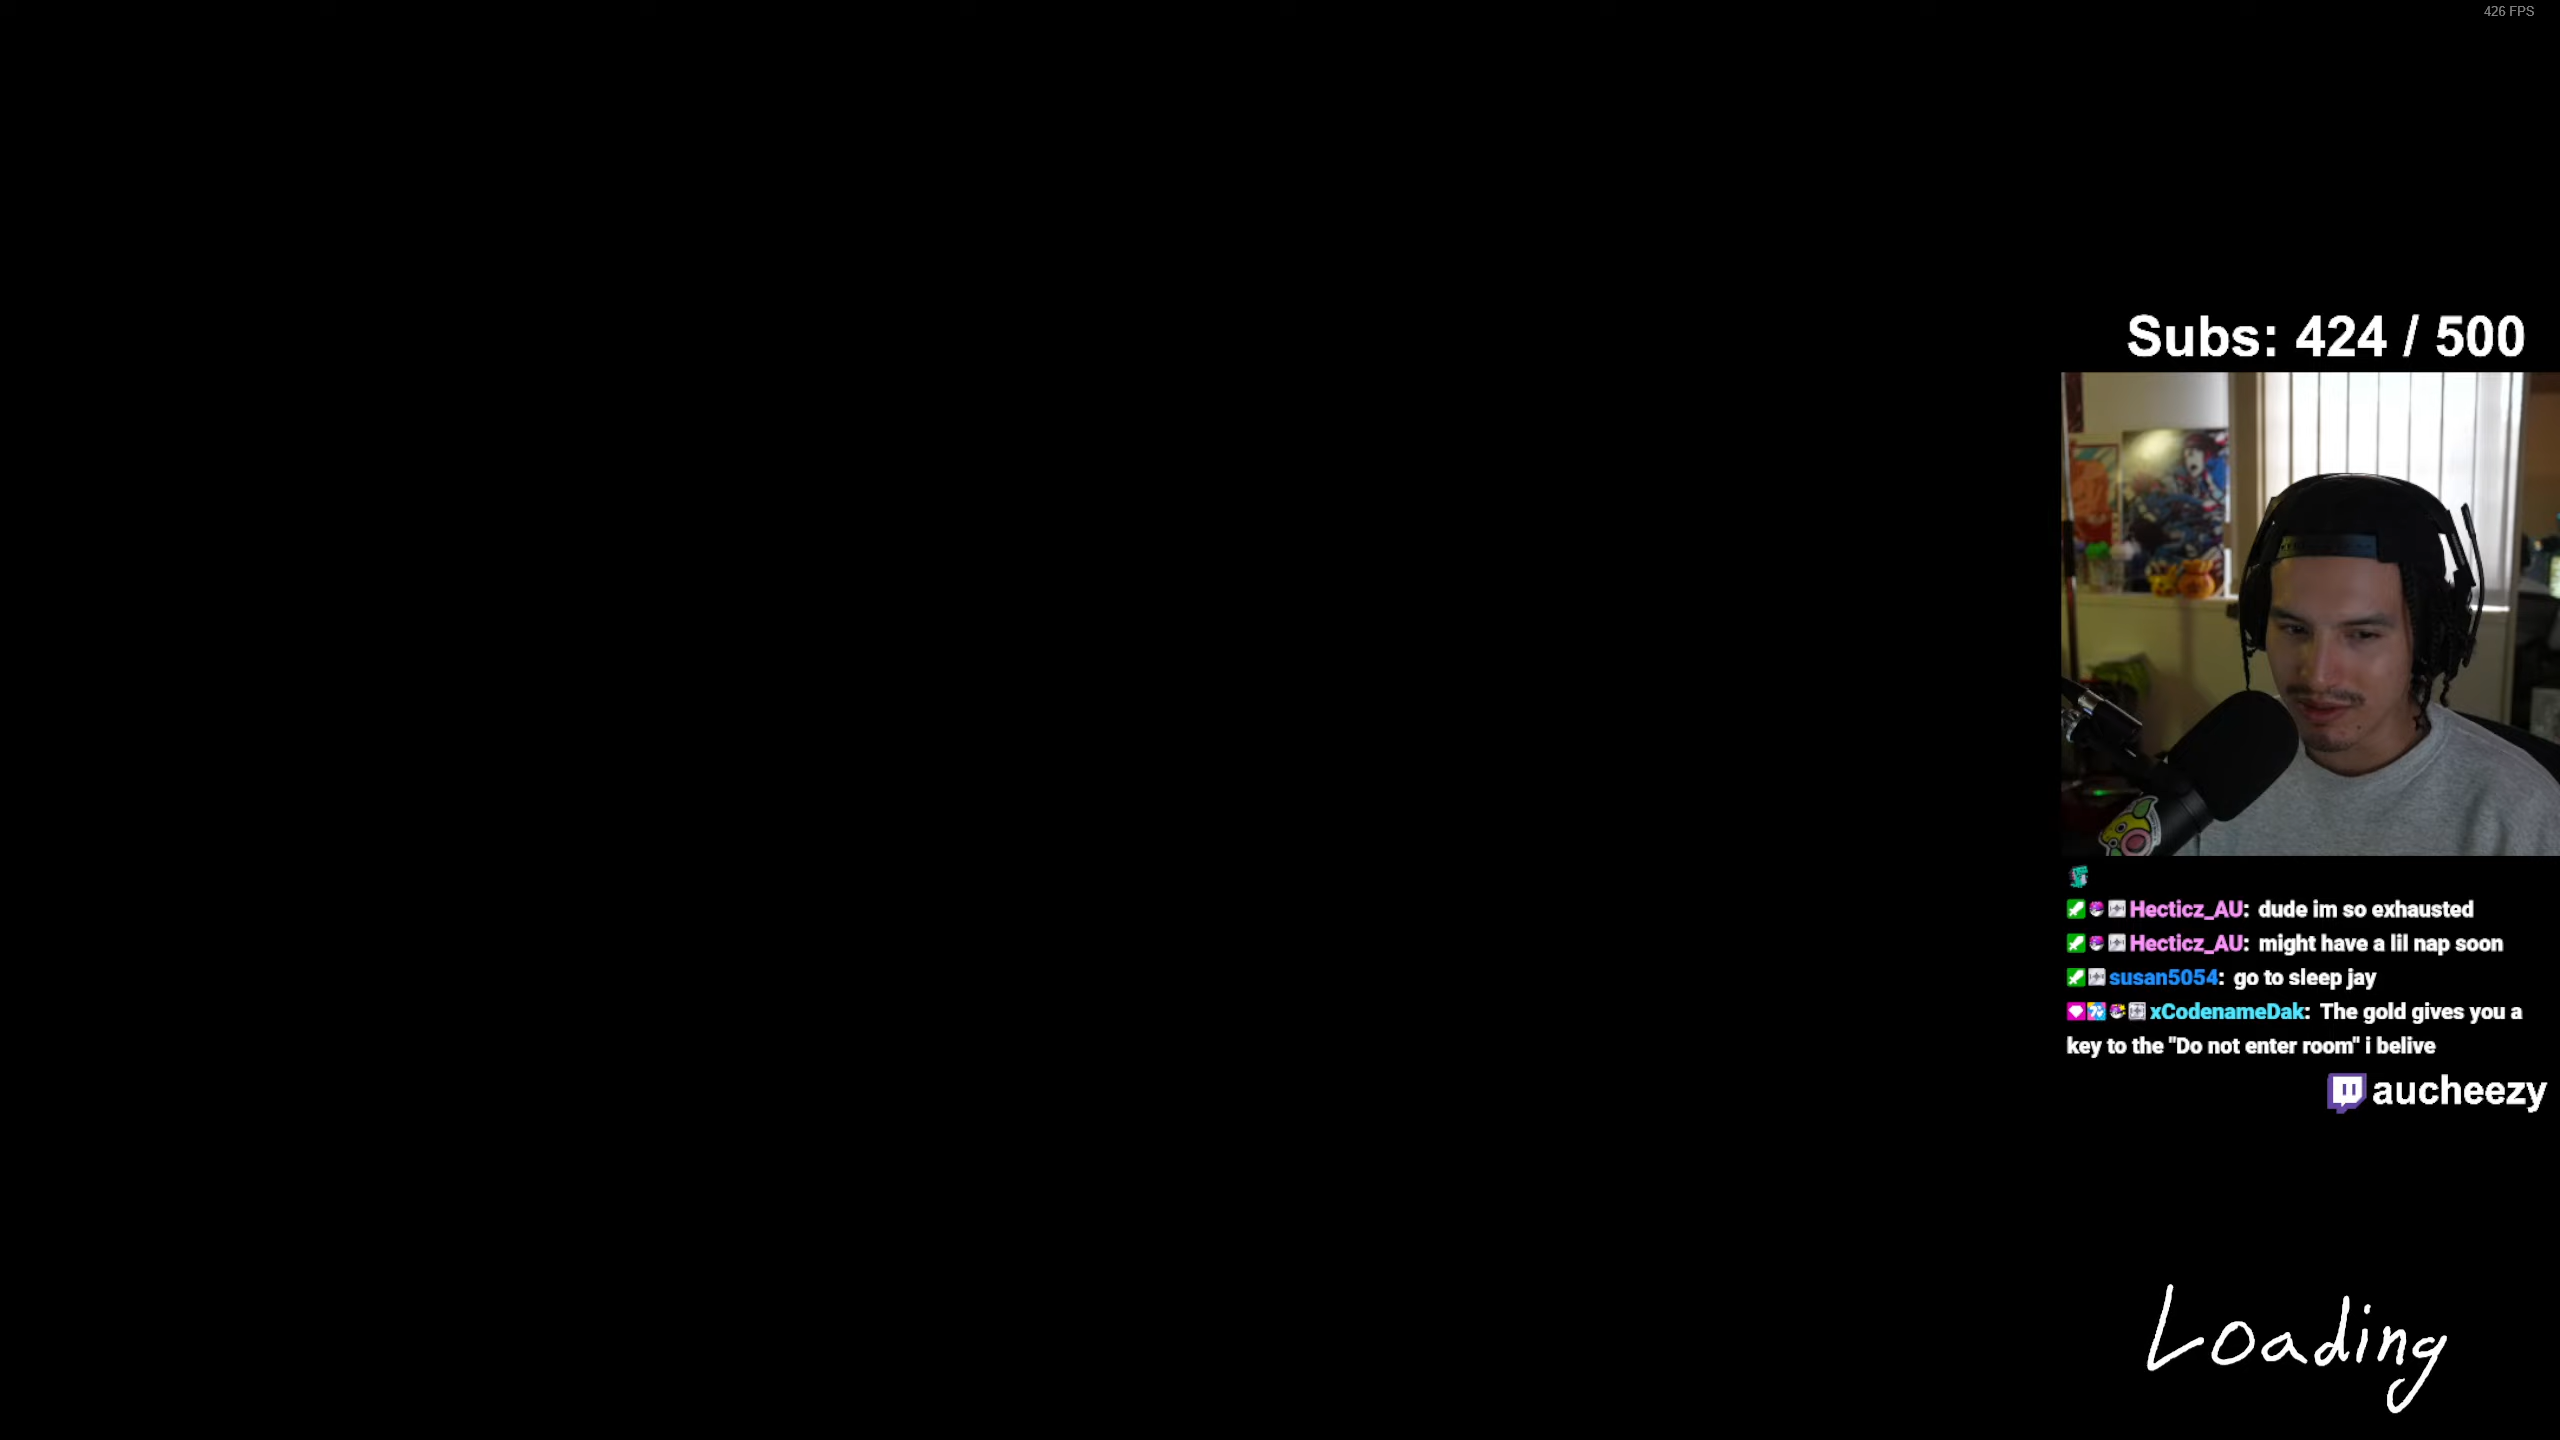 426 FPS
Subs: 424 / 500
Hecticz_AU: dude im so exhausted
Hecticz_AU: might have a lil nap soon
susan5054: go to sleep jay
xCodenameDak: The gold gives you a
key to the "Do not enter room" i belive
aucheezy
Loading